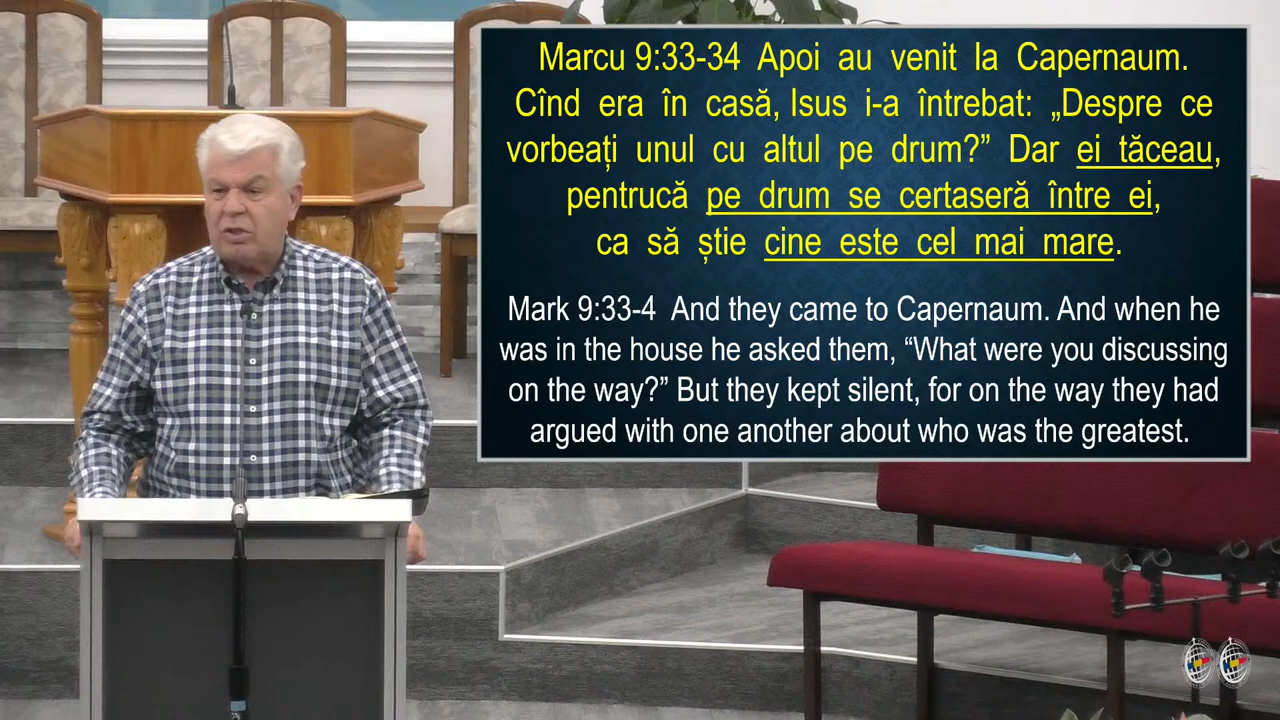 Marcu 9:33-34 Apoi au venit la Capernaum.
Cînd era în casă, Isus i-a întrebat: „Despre ce
vorbeați unul cu altul pe drum?” Dar ei tăceau,
pentrucă pe drum se certaseră între ei,
ca să știe cine este cel mai mare.
Mark 9:33-4 And they came to Capernaum. And when he
was in the house he asked them, “What were you discussing
on the way?” But they kept silent, for on the way they had
argued with one another about who was the greatest.